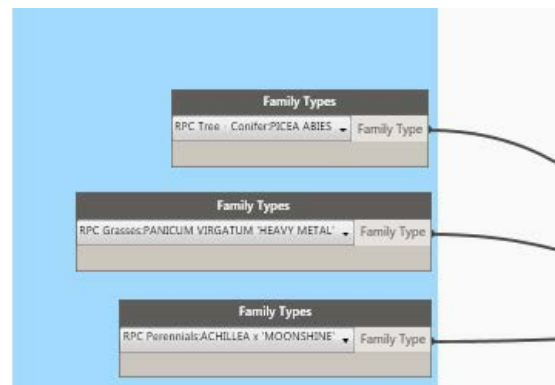 Family Types
RPC Tree - Conifer:PICEA ABIES Family Type
Family Types
RPC Grasses:PANICUM VIRGATUM 'HEAVY METAL' Family Type
Family Types
RPC Perennials:ACHILLEA x 'MOONSHINE' Family Type